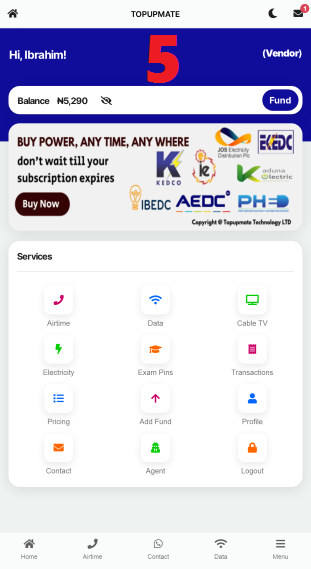 TOPUPMATE
1
Hi, Ibrahim!
5
(Vendor)
Balance ₦5,290
Fund
BUY POWER, ANY TIME, ANY WHERE
don't wait till your
subscription expires
Buy Now
KEDCO
ie
JOS Electricity
Distribution Plc
EKEDC
kaduna
electric
IBEDC
AEDC
PHED
Copyright @ Topupmate Technology LTD
Services
Airtime
Data
Cable TV
Electricity
Exam Pins
Transactions
Pricing
Add Fund
Profile
Contact
Agent
Logout
Home
Airtime
Contact
Data
Menu